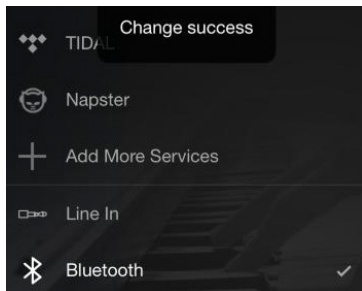 Change success
TIDAL
Napster
Add More Services
Line In
Bluetooth